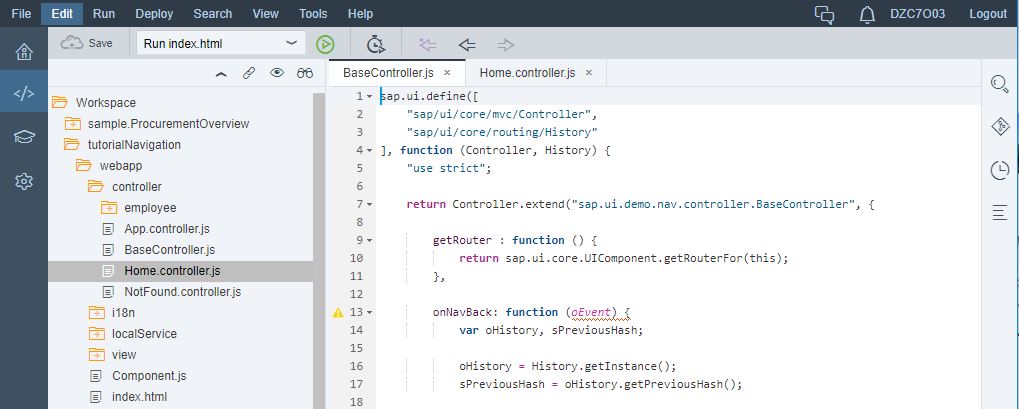 File Edit Run Deploy Search View Tools Help DZC7O03 Logout
Save Run index.html
BaseController.js × Home.controller.js ×
Workspace
sample.ProcurementOverview
tutorialNavigation
webapp
controller
employee
App.controller.js
BaseController.js
Home.controller.js
NotFound.controller.js
i18n
localService
view
Component.js
index.html
1 sap.ui.define([
2 "sap/ui/core/mvc/Controller",
3 "sap/ui/core/routing/History"
4 ], function (Controller, History) {
5 "use strict";
6
7 return Controller.extend("sap.ui.demo.nav.controller.BaseController", {
8
9 getRouter : function () {
10 return sap.ui.core.UIComponent.getRouterFor(this);
11 },
12
13 onNavBack: function (oEvent) {
14 var oHistory, sPreviousHash;
15
16 oHistory = History.getInstance();
17 sPreviousHash = oHistory.getPreviousHash();
18